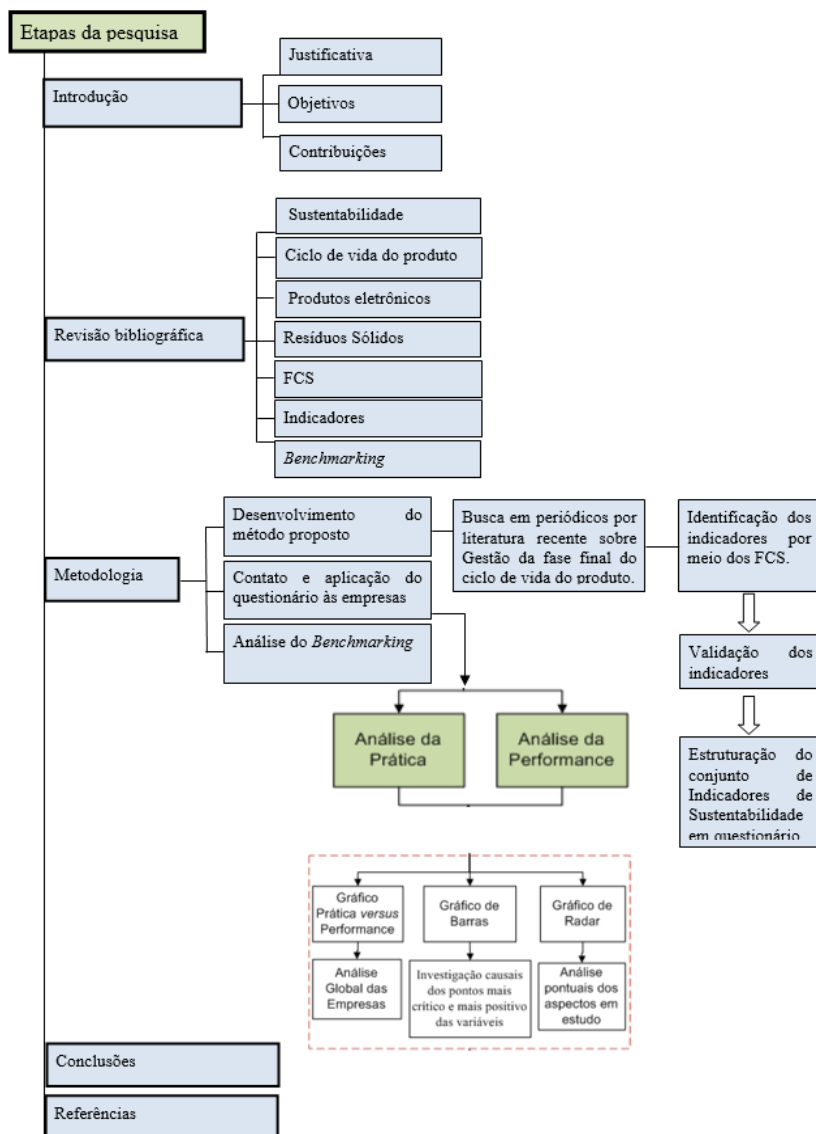 Etapas da pesquisa
Introdução
Justificativa
Objetivos
Contribuições
Revisão bibliográfica
Sustentabilidade
Ciclo de vida do produto
Produtos eletrônicos
Resíduos Sólidos
FCS
Indicadores
Benchmarking
Metodologia
Desenvolvimento do
método proposto
Busca em periódicos por
literatura recente sobre
Gestão da fase final do
ciclo de vida do produto.
Identificação dos
indicadores por
meio dos FCS.
Validação dos
indicadores
Estruturação do
conjunto de
Indicadores de
Sustentabilidade
em questionário
Contato e aplicação do
questionário às empresas
Análise do Benchmarking
Análise da
Prática
Análise da
Performance
Gráfico
Prática versus
Performance
Gráfico de
Barras
Gráfico de
Radar
Análise
Global das
Empresas
Investigação causais
dos pontos mais
crítico e mais positivo
das variáveis
Análise
pontuais dos
aspectos em
estudo
Conclusões
Referências